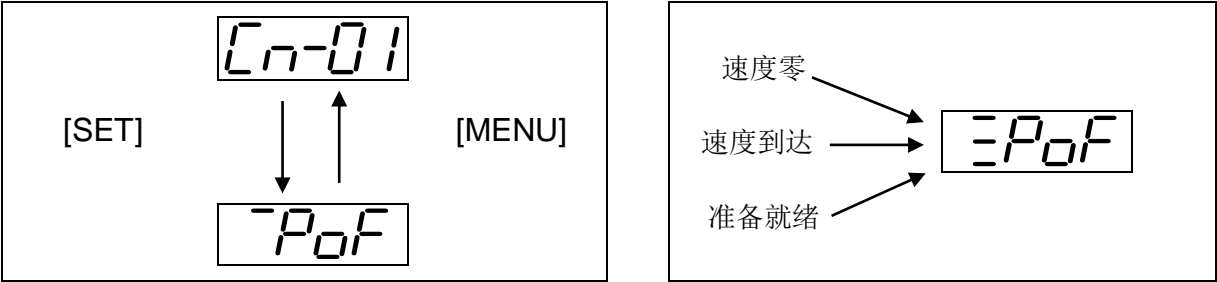 Cn-01
[SET]
[MENU]
PoF
速度零
速度到达
准备就绪
PoF